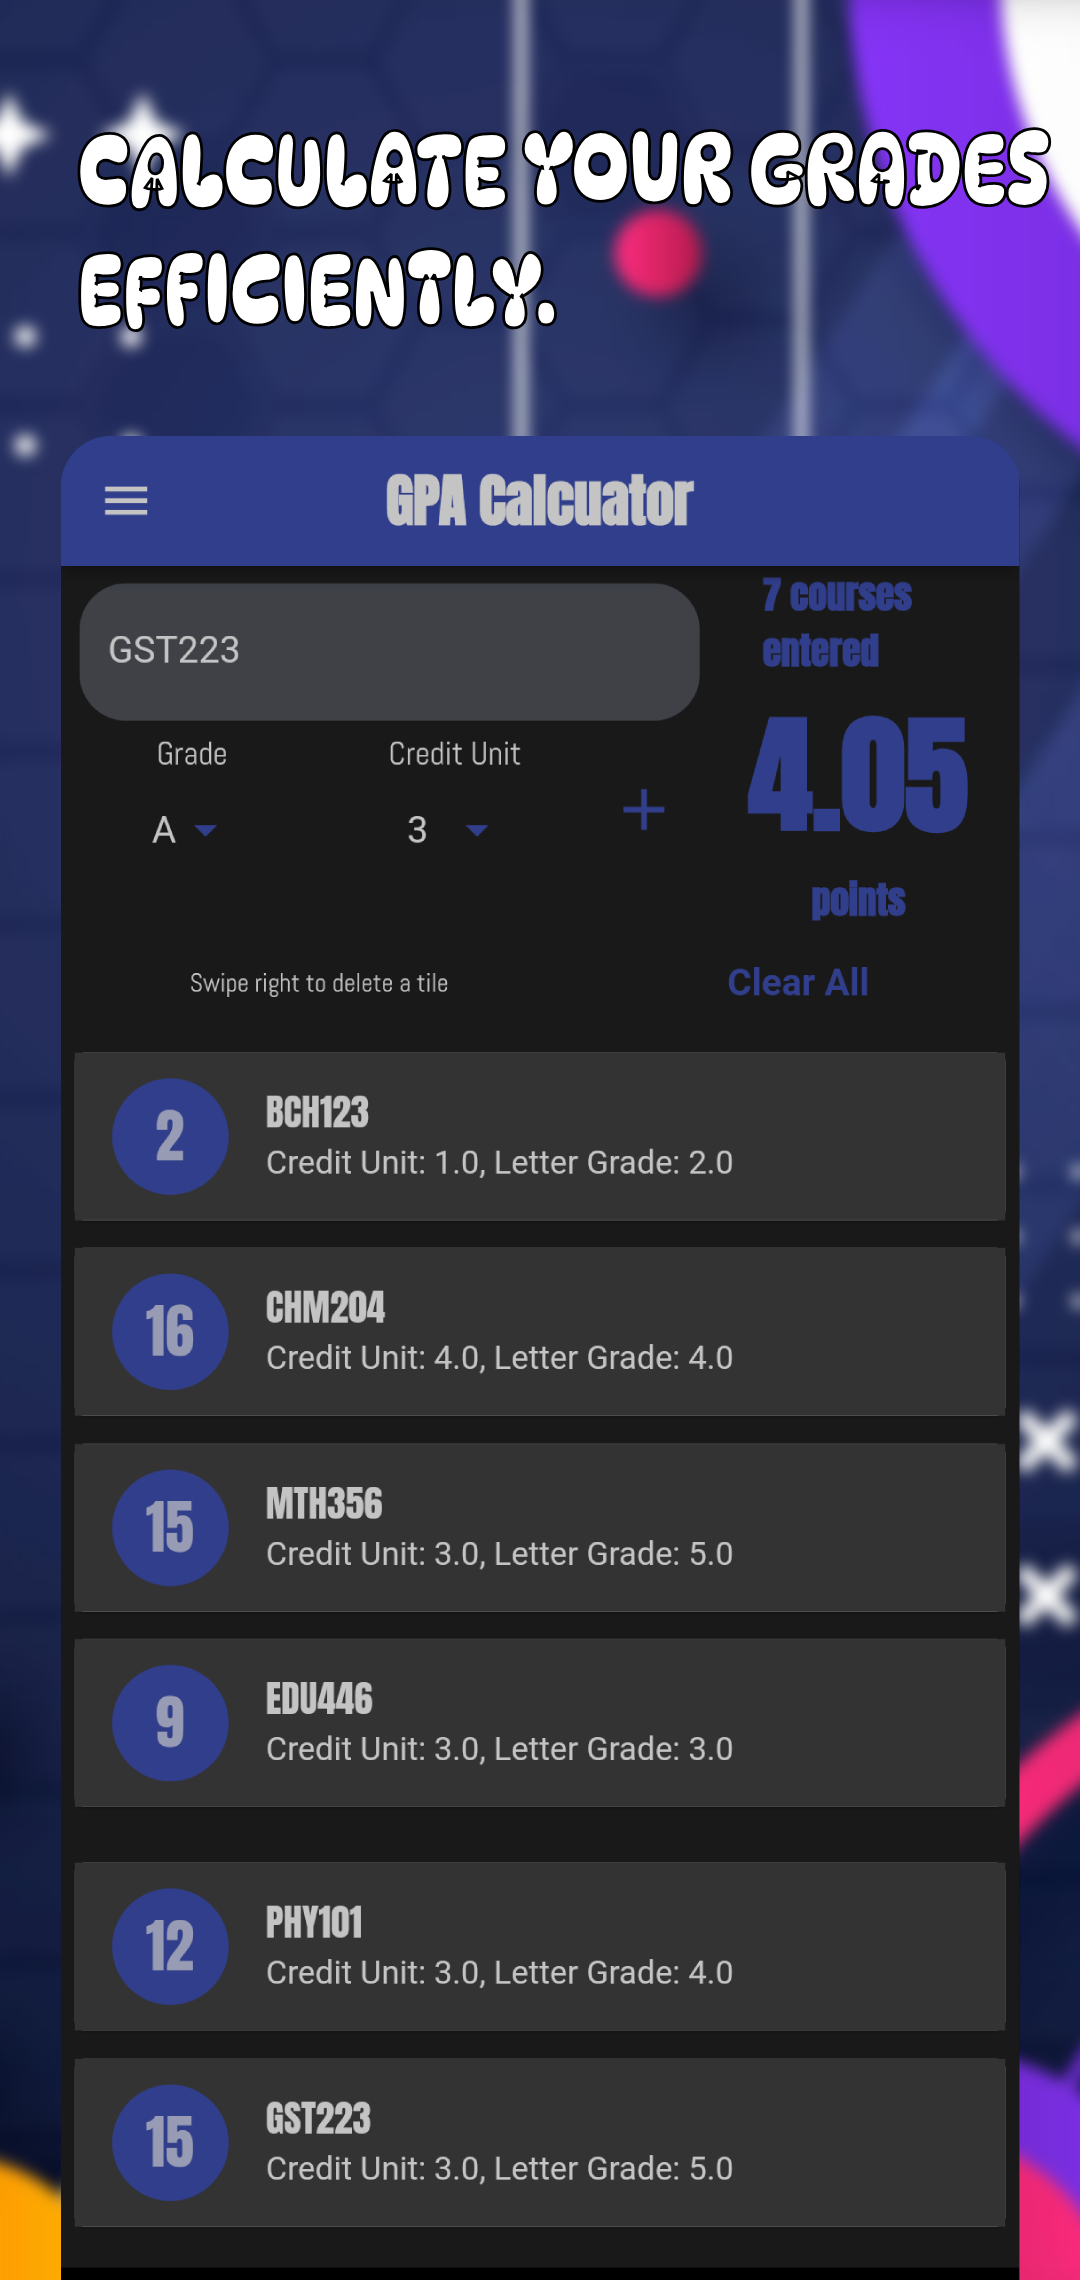 CALCULATE YOUR GRADES
EFFICIENTLY.
GPA Calcuator
GST223
7 courses
entered
Grade
Credit Unit
A
3
+
4.05
points
Swipe right to delete a tile
Clear All
2
BCH123
Credit Unit: 1.0, Letter Grade: 2.0
16
CHM204
Credit Unit: 4.0, Letter Grade: 4.0
15
MTH356
Credit Unit: 3.0, Letter Grade: 5.0
9
EDU446
Credit Unit: 3.0, Letter Grade: 3.0
12
PHY101
Credit Unit: 3.0, Letter Grade: 4.0
15
GST223
Credit Unit: 3.0, Letter Grade: 5.0